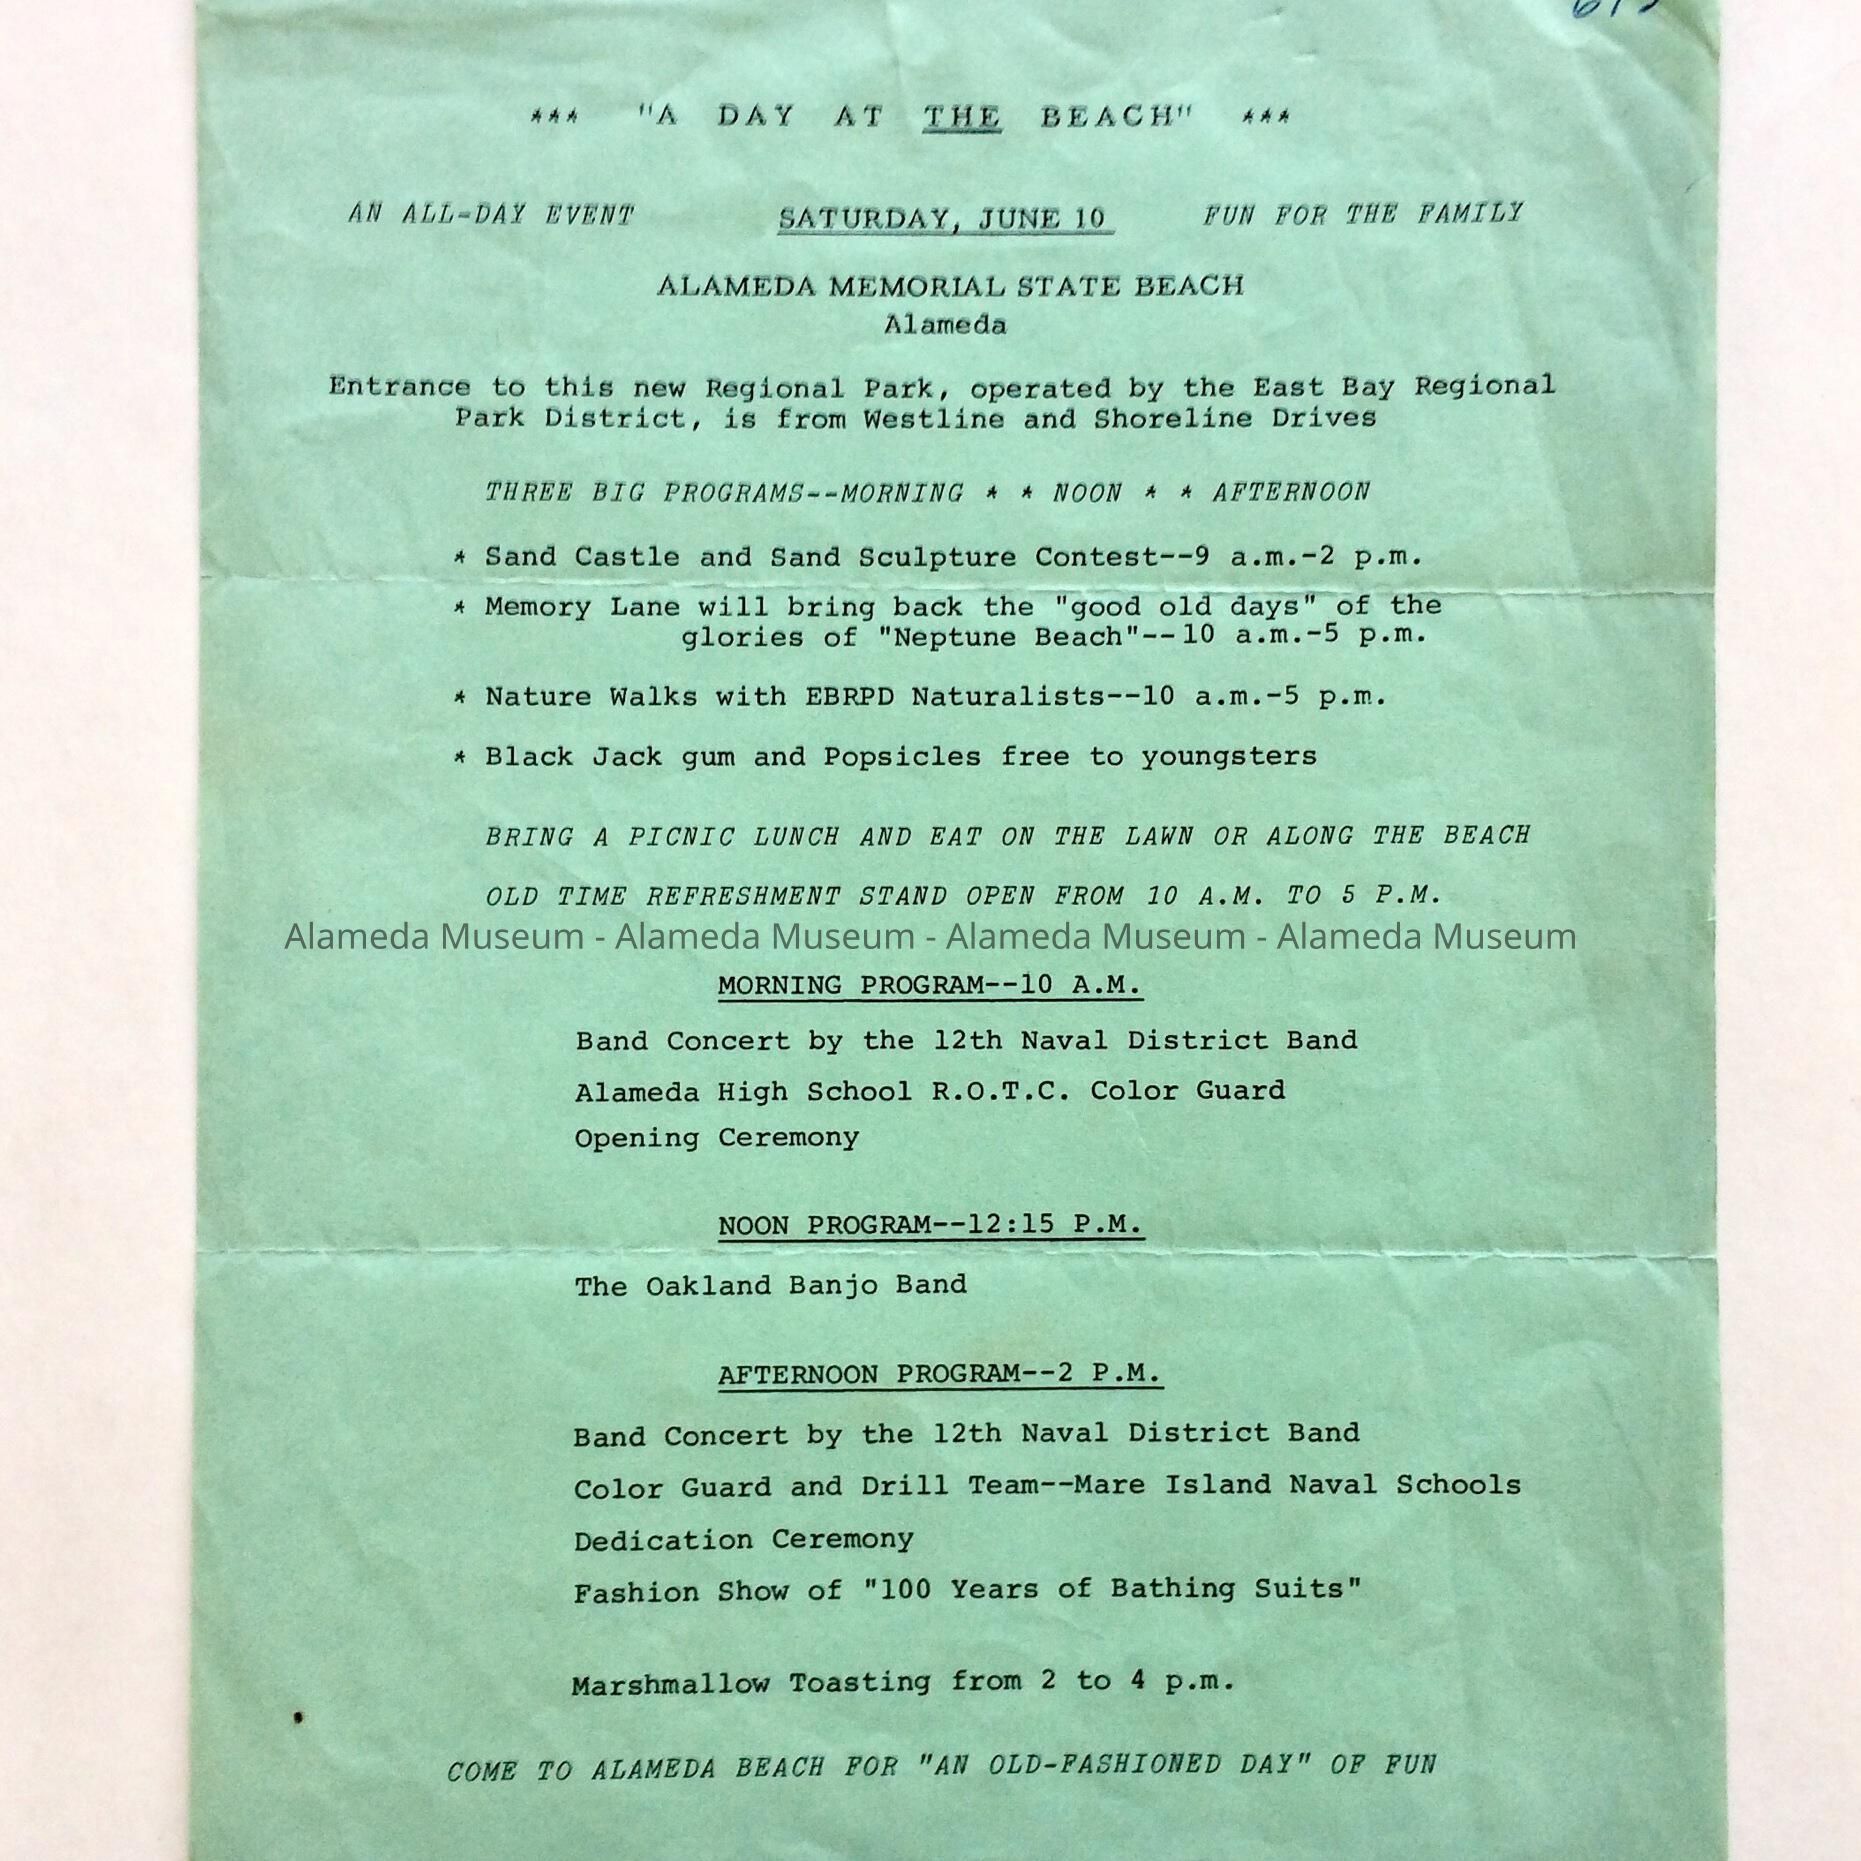 *** "A DAY AT THE BEACH" ***
AN ALL-DAY EVENT SATURDAY, JUNE 10 FUN FOR THE FAMILY
ALAMEDA MEMORIAL STATE BEACH
Alameda
Entrance to this new Regional Park, operated by the East Bay Regional
Park District, is from Westline and Shoreline Drives
THREE BIG PROGRAMS--MORNING * * NOON * * AFTERNOON
* Sand Castle and Sand Sculpture Contest--9 a.m.-2 p.m.
* Memory Lane will bring back the "good old days" of the
glories of "Neptune Beach"--10 a.m.-5 p.m.
* Nature Walks with EBRPD Naturalists--10 a.m.-5 p.m.
* Black Jack gum and Popsicles free to youngsters
BRING A PICNIC LUNCH AND EAT ON THE LAWN OR ALONG THE BEACH
OLD TIME REFRESHMENT STAND OPEN FROM 10 A.M. TO 5 P.M.
Alameda Museum - Alameda Museum - Alameda Museum - Alameda Museum
MORNING PROGRAM--10 A.M.
Band Concert by the 12th Naval District Band
Alameda High School R.O.T.C. Color Guard
Opening Ceremony
NOON PROGRAM--12:15 P.M.
The Oakland Banjo Band
AFTERNOON PROGRAM--2 P.M.
Band Concert by the 12th Naval District Band
Color Guard and Drill Team--Mare Island Naval Schools
Dedication Ceremony
Fashion Show of "100 Years of Bathing Suits"
Marshmallow Toasting from 2 to 4 p.m.
COME TO ALAMEDA BEACH FOR "AN OLD-FASHIONED DAY" OF FUN